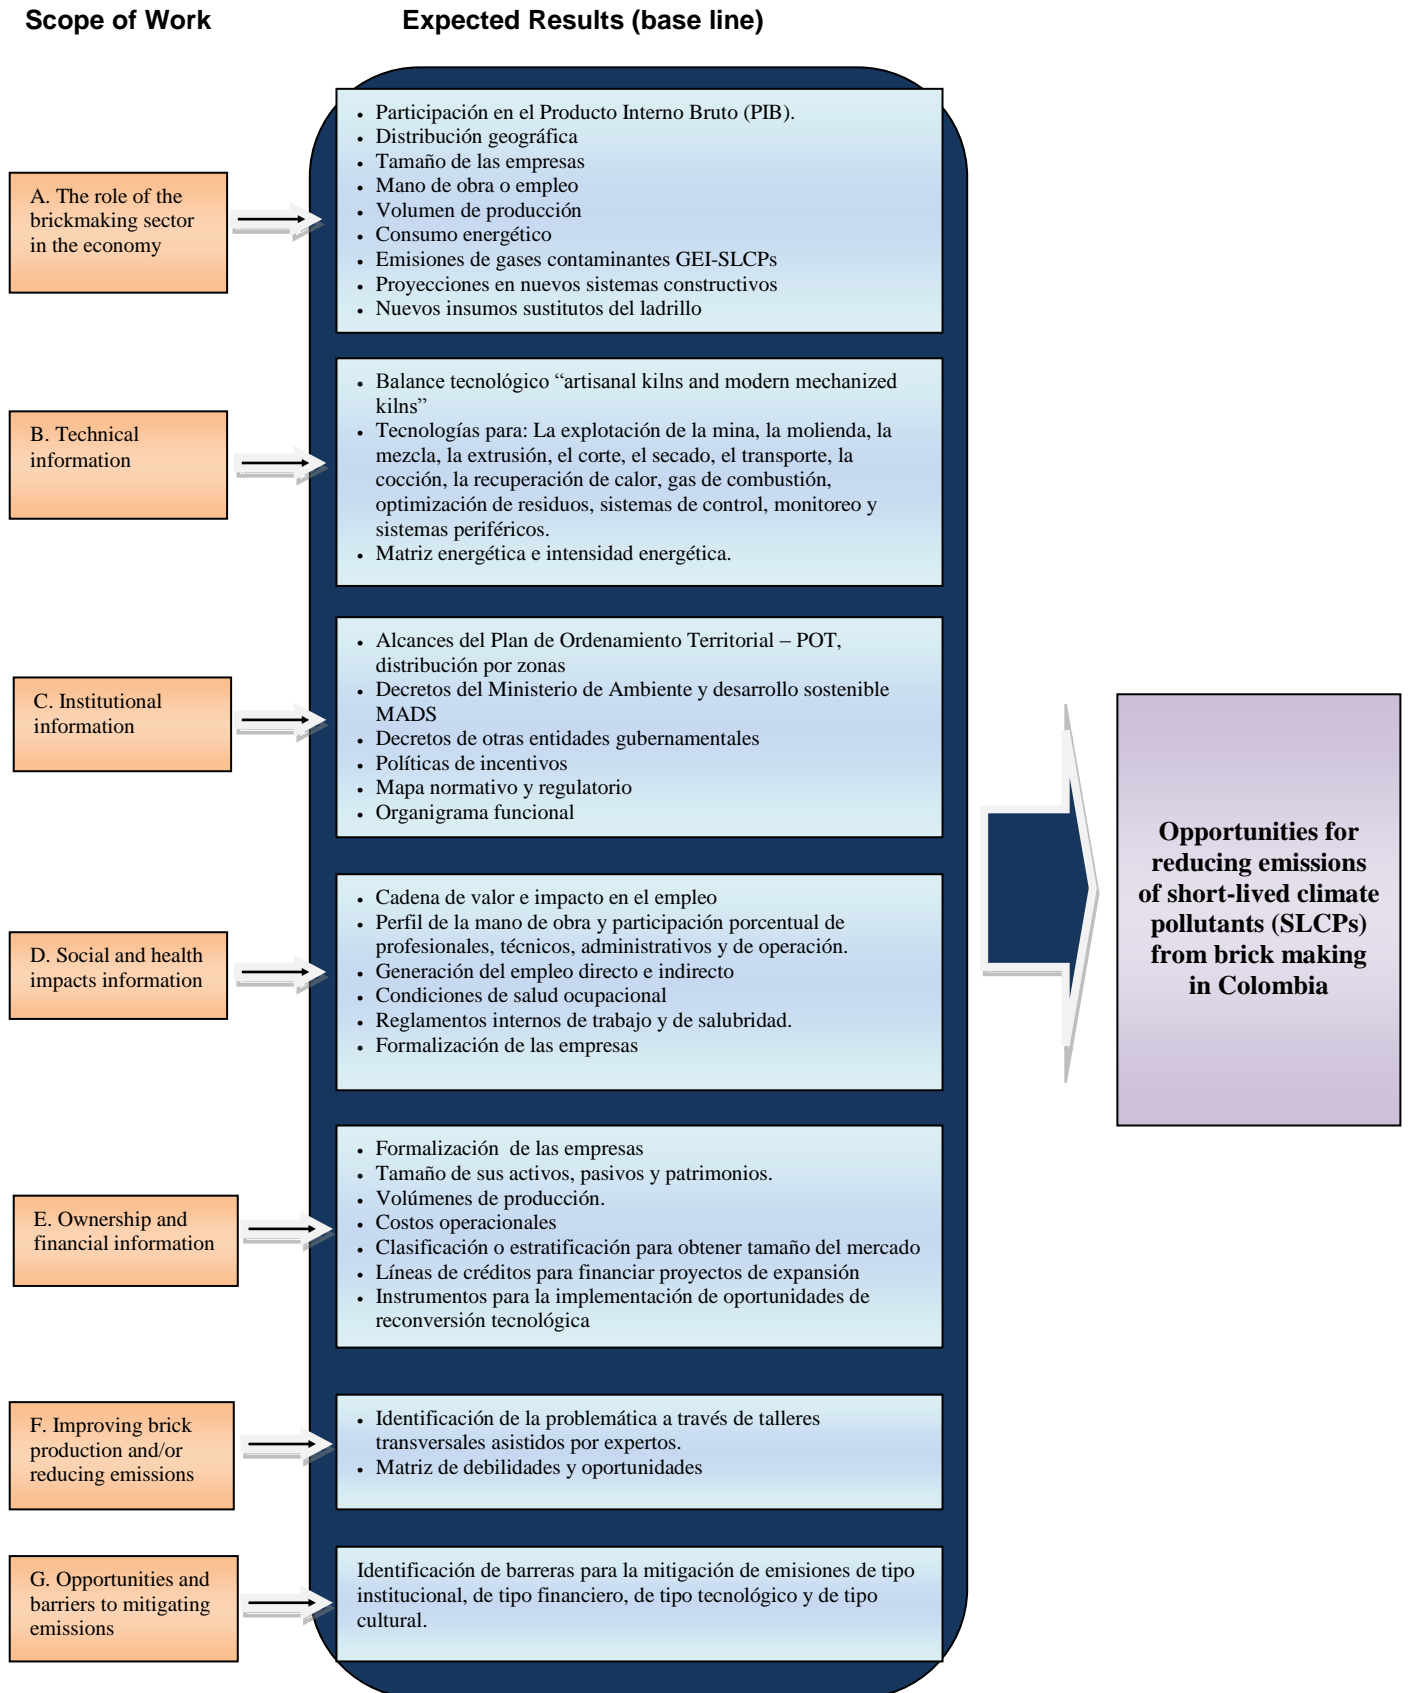 Scope of Work
Expected Results (base line)
A. The role of the
brickmaking sector
in the economy
• Participación en el Producto Interno Bruto (PIB).
• Distribución geográfica
• Tamaño de las empresas
• Mano de obra o empleo
• Volumen de producción
• Consumo energético
• Emisiones de gases contaminantes GEI-SLCPs
• Proyecciones en nuevos sistemas constructivos
• Nuevos insumos sustitutos del ladrillo
B. Technical
information
• Balance tecnológico “artisanal kilns and modern mechanized
kilns”
• Tecnologías para: La explotación de la mina, la molienda, la
mezcla, la extrusión, el corte, el secado, el transporte, la
cocción, la recuperación de calor, gas de combustión,
optimización de residuos, sistemas de control, monitoreo y
sistemas periféricos.
• Matriz energética e intensidad energética.
C. Institutional
information
• Alcances del Plan de Ordenamiento Territorial – POT,
distribución por zonas
• Decretos del Ministerio de Ambiente y desarrollo sostenible
MADS
• Decretos de otras entidades gubernamentales
• Políticas de incentivos
• Mapa normativo y regulatorio
• Organigrama funcional
D. Social and health
impacts information
• Cadena de valor e impacto en el empleo
• Perfil de la mano de obra y participación porcentual de
profesionales, técnicos, administrativos y de operación.
• Generación del empleo directo e indirecto
• Condiciones de salud ocupacional
• Reglamentos internos de trabajo y de salubridad.
• Formalización de las empresas
E. Ownership and
financial information
• Formalización de las empresas
• Tamaño de sus activos, pasivos y patrimonios.
• Volúmenes de producción.
• Costos operacionales
• Clasificación o estratificación para obtener tamaño del mercado
• Líneas de créditos para financiar proyectos de expansión
• Instrumentos para la implementación de oportunidades de
reconversión tecnológica
F. Improving brick
production and/or
reducing emissions
• Identificación de la problemática a través de talleres
transversales asistidos por expertos.
• Matriz de debilidades y oportunidades
G. Opportunities and
barriers to mitigating
emissions
Identificación de barreras para la mitigación de emisiones de tipo
institucional, de tipo financiero, de tipo tecnológico y de tipo
cultural.
Opportunities for
reducing emissions
of short-lived climate
pollutants (SLCPs)
from brick making
in Colombia